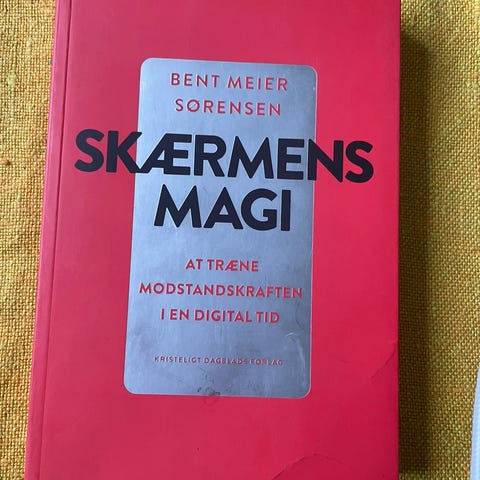 BENT MEIER
SØRENSEN
SKÆRMENS
MAGI
AT TRÆNE
MODSTANDSKRAFTEN
I EN DIGITAL TID
KRISTELIGT DAGBLADS FORLAG